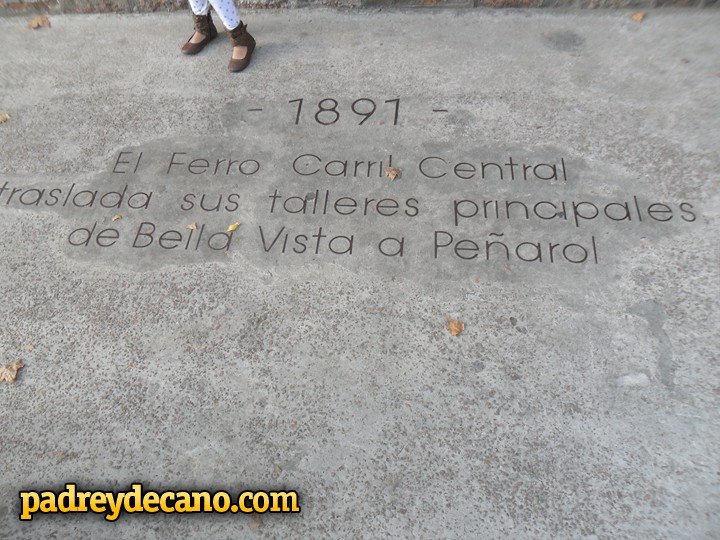 - 1891 -
El Ferro Carril Central
traslada sus talleres principales
de Bella Vista a Peñarol
padreydecano.com